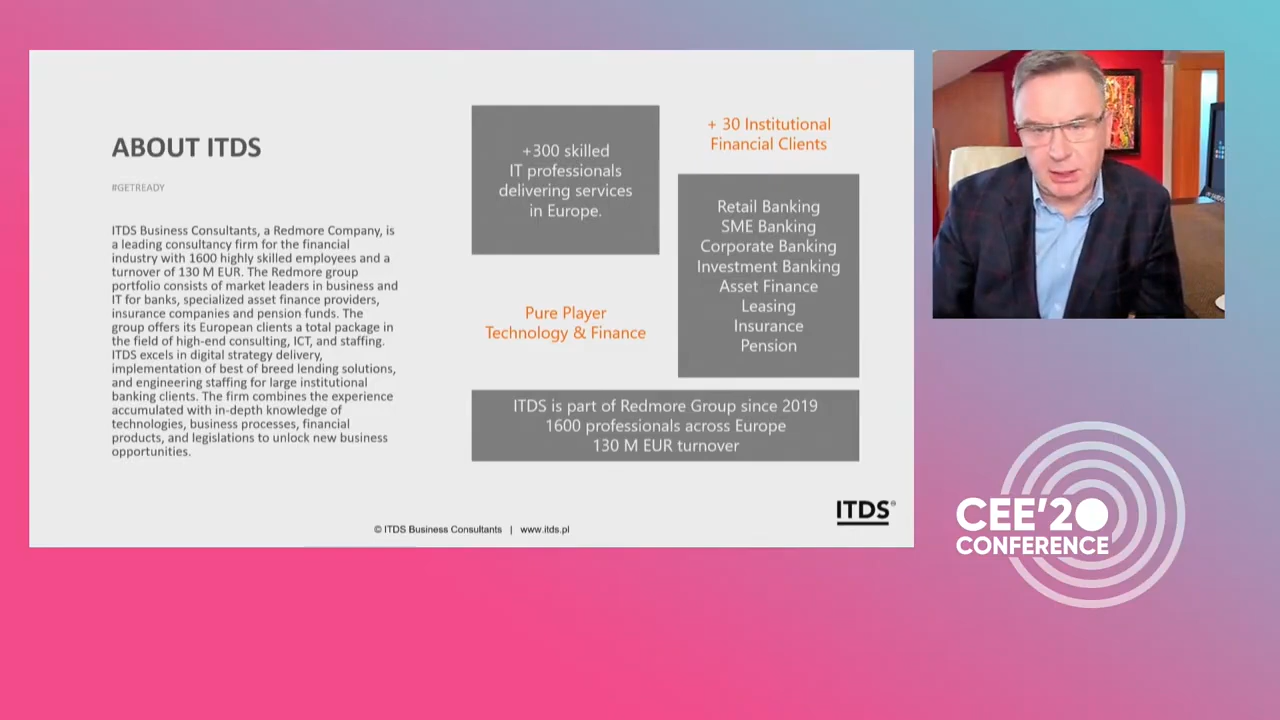 ABOUT ITDS
#GETREADY
ITDS Business Consultants, a Redmore Company, is
a leading consultancy firm for the financial
industry with 1600 highly skilled employees and a
turnover of 130 M EUR. The Redmore group
portfolio consists of market leaders in business and
IT for banks, specialized asset finance providers,
insurance companies and pension funds. The
group offers its European clients a total package in
the field of high-end consulting, ICT, and staffing.
ITDS excels in digital strategy delivery,
implementation of best of breed lending solutions,
and engineering staffing for large institutional
banking clients. The firm combines the experience
accumulated with in-depth knowledge of
technologies, business processes, financial
products, and legislations to unlock new business
opportunities.
+300 skilled
IT professionals
delivering services
in Europe.
+ 30 Institutional
Financial Clients
Retail Banking
SME Banking
Corporate Banking
Investment Banking
Asset Finance
Leasing
Insurance
Pension
Pure Player
Technology & Finance
ITDS is part of Redmore Group since 2019
1600 professionals across Europe
130 M EUR turnover
ITDS®
© ITDS Business Consultants | www.itds.pl
CEE'20
CONFERENCE